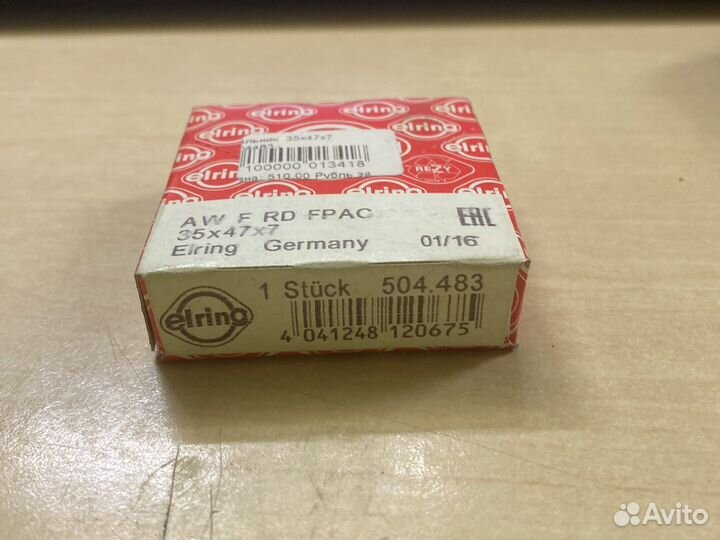 elring
35x47x7
100000 013418
510.00 Рубль за
REZY
AW F RD FPAC
EAC
35x47x7
Elring Germany 01/16
1 Stück 504.483
elring
4 041248 120675
Avito